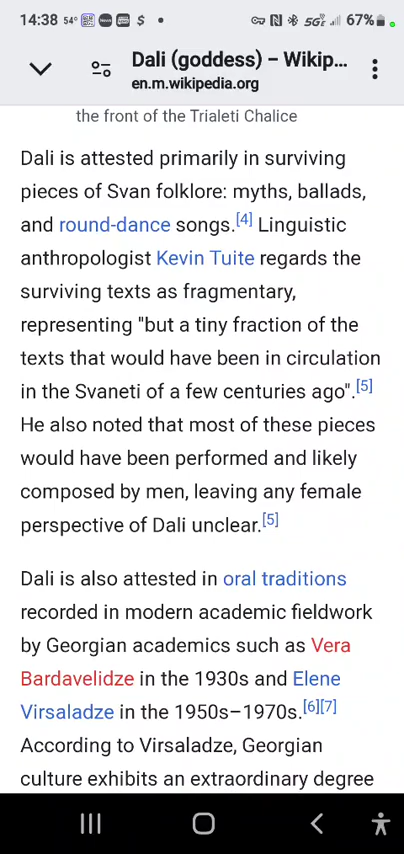 14:38 54° $ • 5G 67%
Dali (goddess) – Wikip...
en.m.wikipedia.org
the front of the Trialeti Chalice
Dali is attested primarily in surviving
pieces of Svan folklore: myths, ballads,
and round-dance songs.[4] Linguistic
anthropologist Kevin Tuite regards the
surviving texts as fragmentary,
representing "but a tiny fraction of the
texts that would have been in circulation
in the Svaneti of a few centuries ago".[5]
He also noted that most of these pieces
would have been performed and likely
composed by men, leaving any female
perspective of Dali unclear.[5]
Dali is also attested in oral traditions
recorded in modern academic fieldwork
by Georgian academics such as Vera
Bardavelidze in the 1930s and Elene
Virsaladze in the 1950s–1970s.[6][7]
According to Virsaladze, Georgian
culture exhibits an extraordinary degree